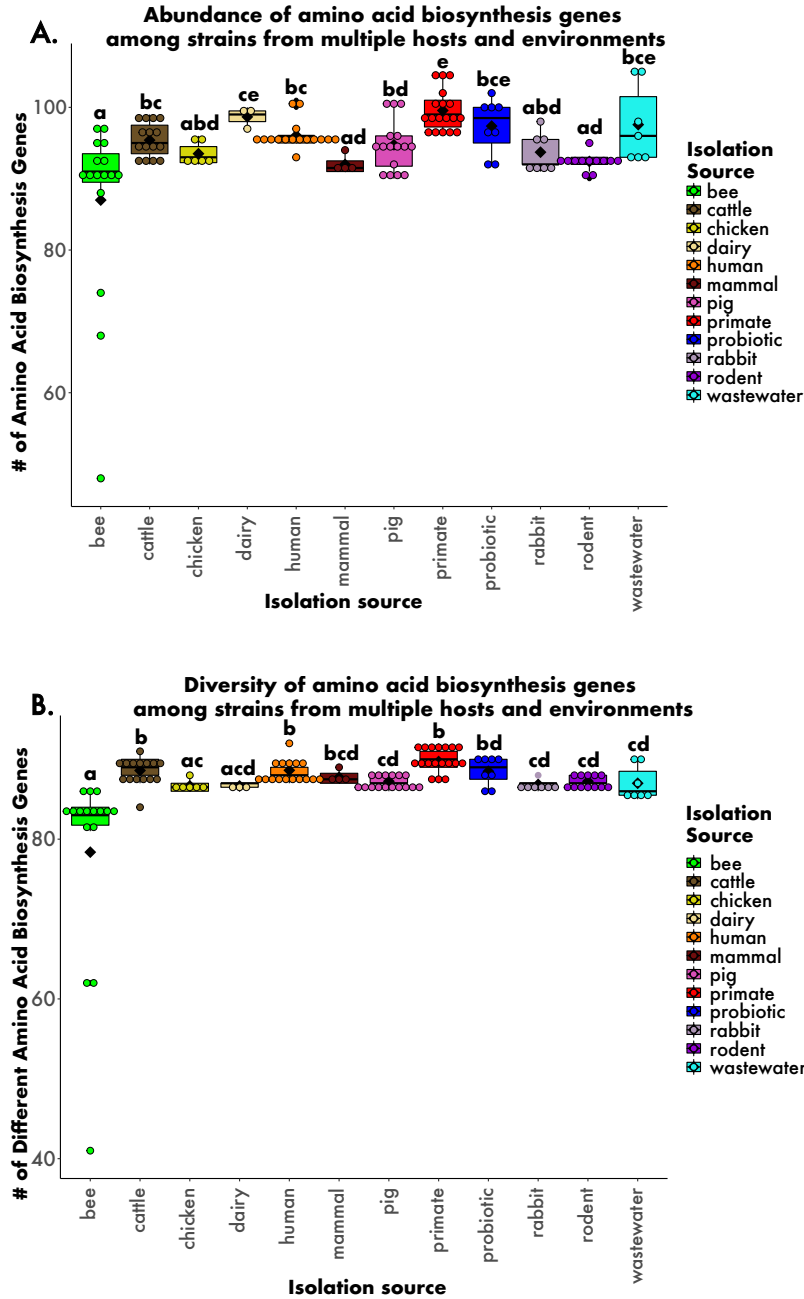 A.
Abundance of amino acid biosynthesis genes
among strains from multiple hosts and environments
# of Amino Acid Biosynthesis Genes
100
80
60
a
bc
abd
ce
bc
ad
bd
e
bce
abd
ad
bce
bee
cattle
chicken
dairy
human
mammal
pig
primate
probiotic
rabbit
rodent
wastewater
Isolation source
Isolation
Source
bee
cattle
chicken
dairy
human
mammal
pig
primate
probiotic
rabbit
rodent
wastewater
B.
Diversity of amino acid biosynthesis genes
among strains from multiple hosts and environments
# of Different Amino Acid Biosynthesis Genes
80
60
40
a
b
ac
acd
b
bcd
cd
b
bd
cd
cd
cd
bee
cattle
chicken
dairy
human
mammal
pig
primate
probiotic
rabbit
rodent
wastewater
Isolation source
Isolation
Source
bee
cattle
chicken
dairy
human
mammal
pig
primate
probiotic
rabbit
rodent
wastewater